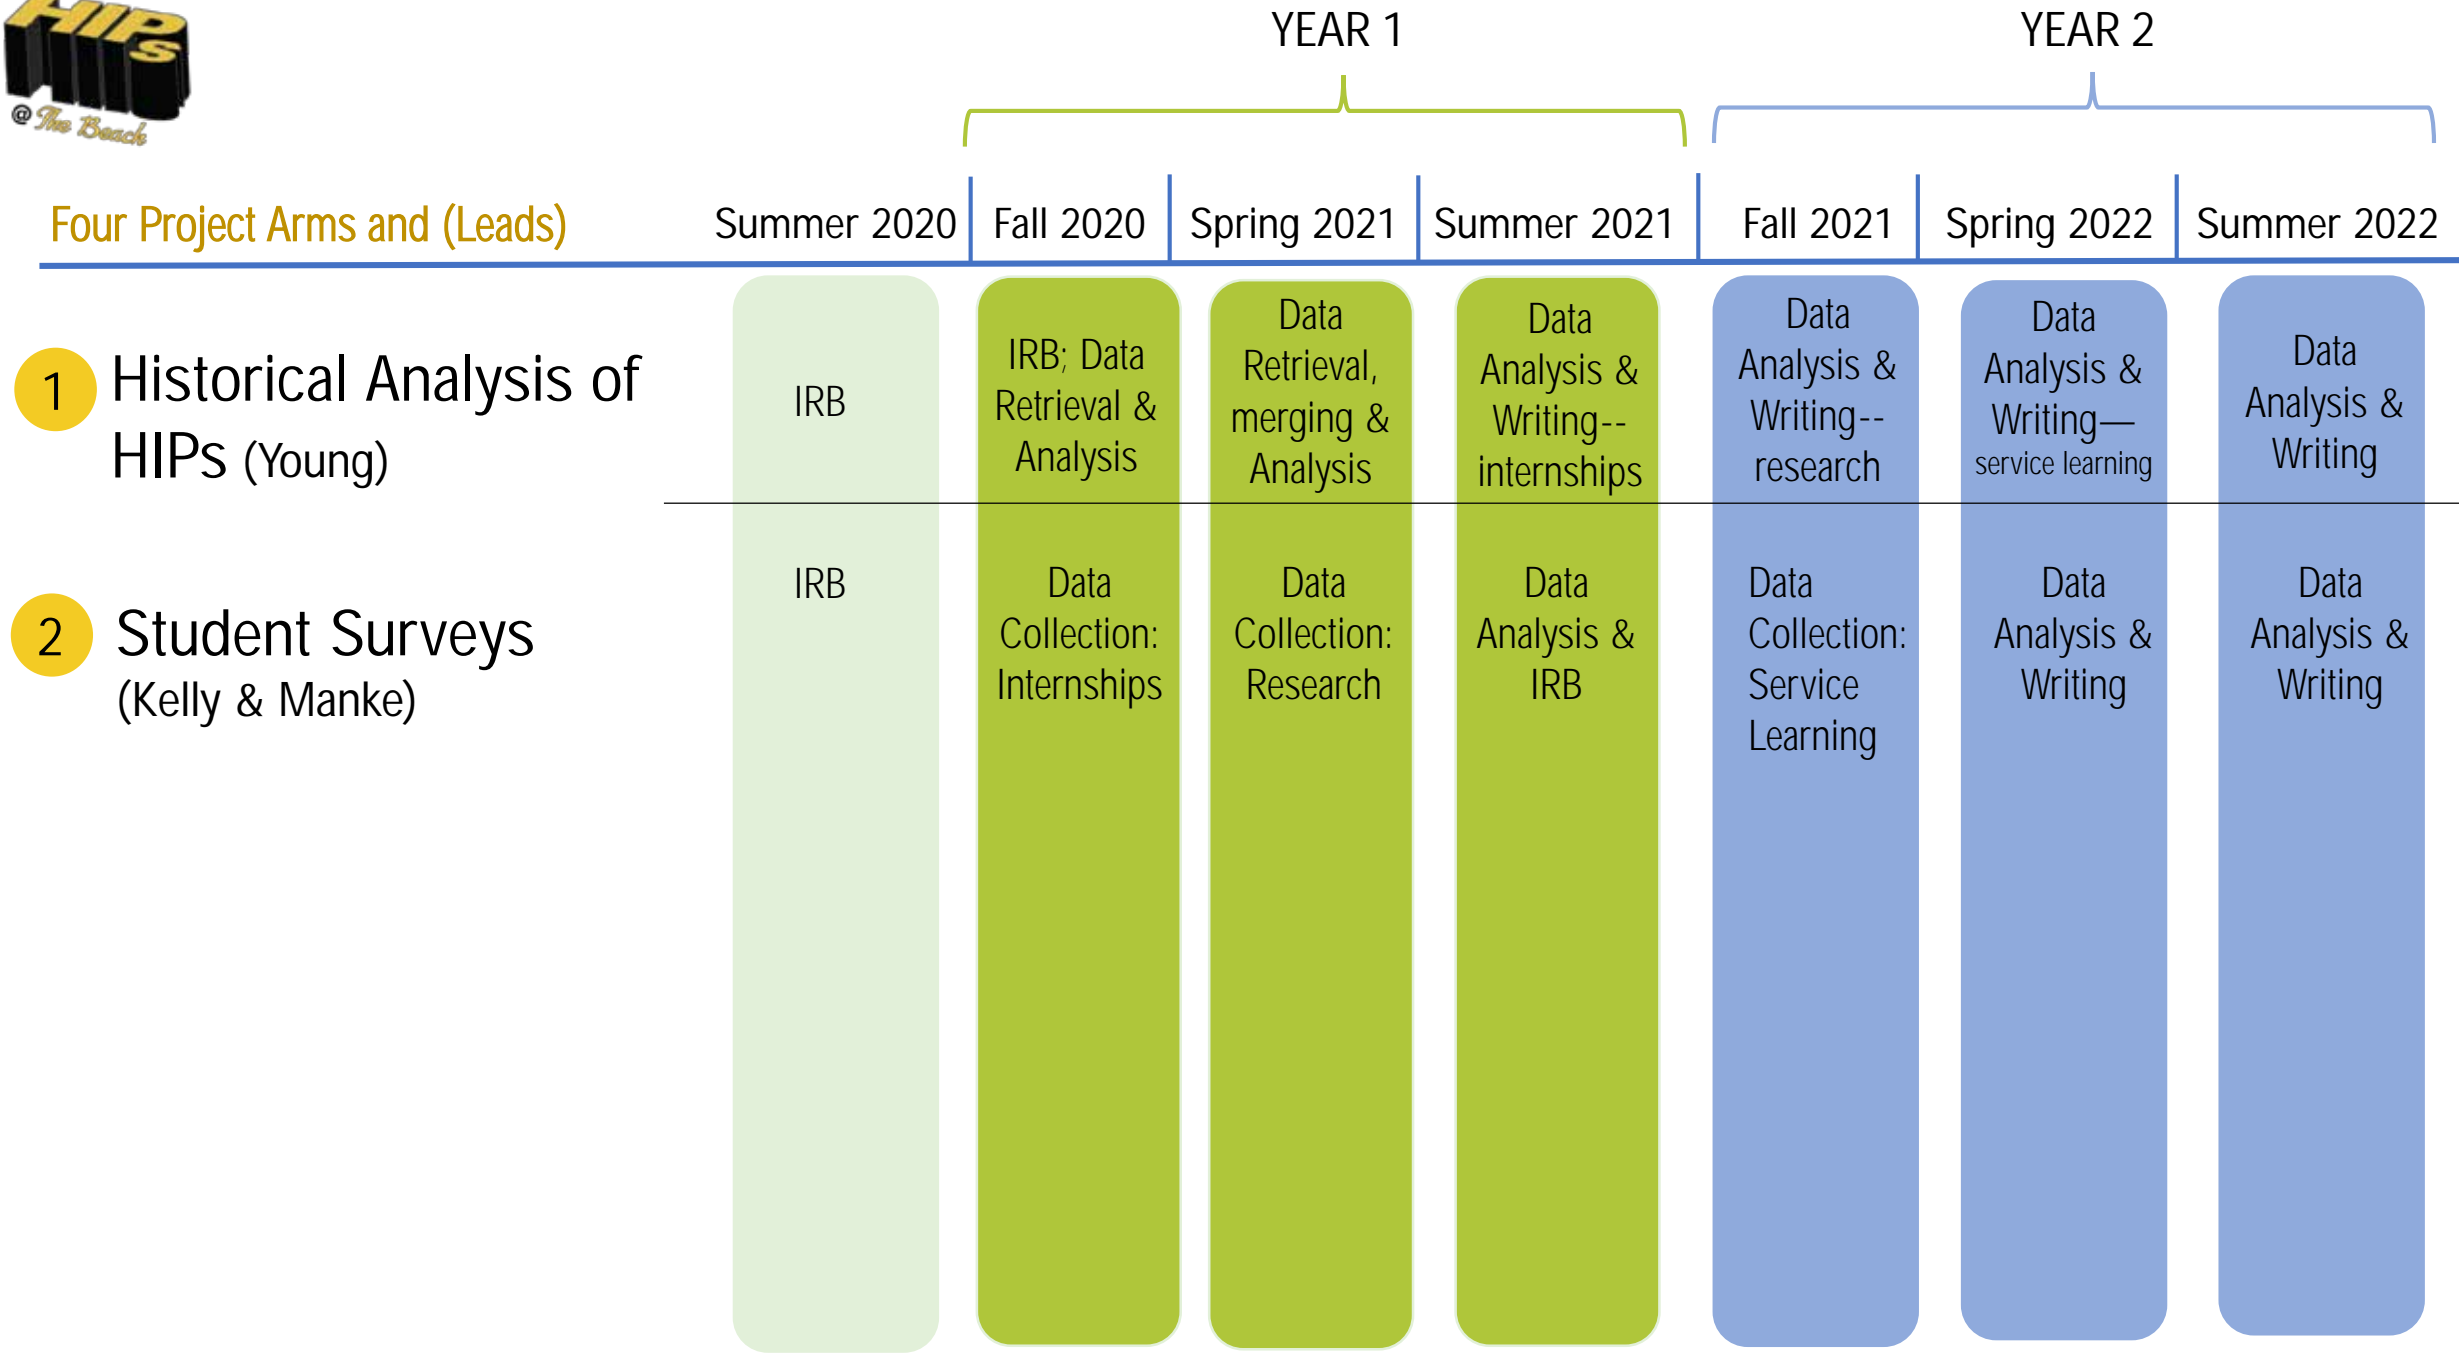 HIPs
@ The Beach
YEAR 1
YEAR 2
Four Project Arms and (Leads)
Summer 2020
Fall 2020
Spring 2021
Summer 2021
Fall 2021
Spring 2022
Summer 2022
1
Historical Analysis of
HIPs (Young)
IRB
IRB; Data
Retrieval &
Analysis
Data
Retrieval,
merging &
Analysis
Data
Analysis &
Writing--
internships
Data
Analysis &
Writing--
research
Data
Analysis &
Writing—
service learning
Data
Analysis &
Writing
2
Student Surveys
(Kelly & Manke)
IRB
Data
Collection:
Internships
Data
Collection:
Research
Data
Analysis &
IRB
Data
Collection:
Service
Learning
Data
Analysis &
Writing
Data
Analysis &
Writing